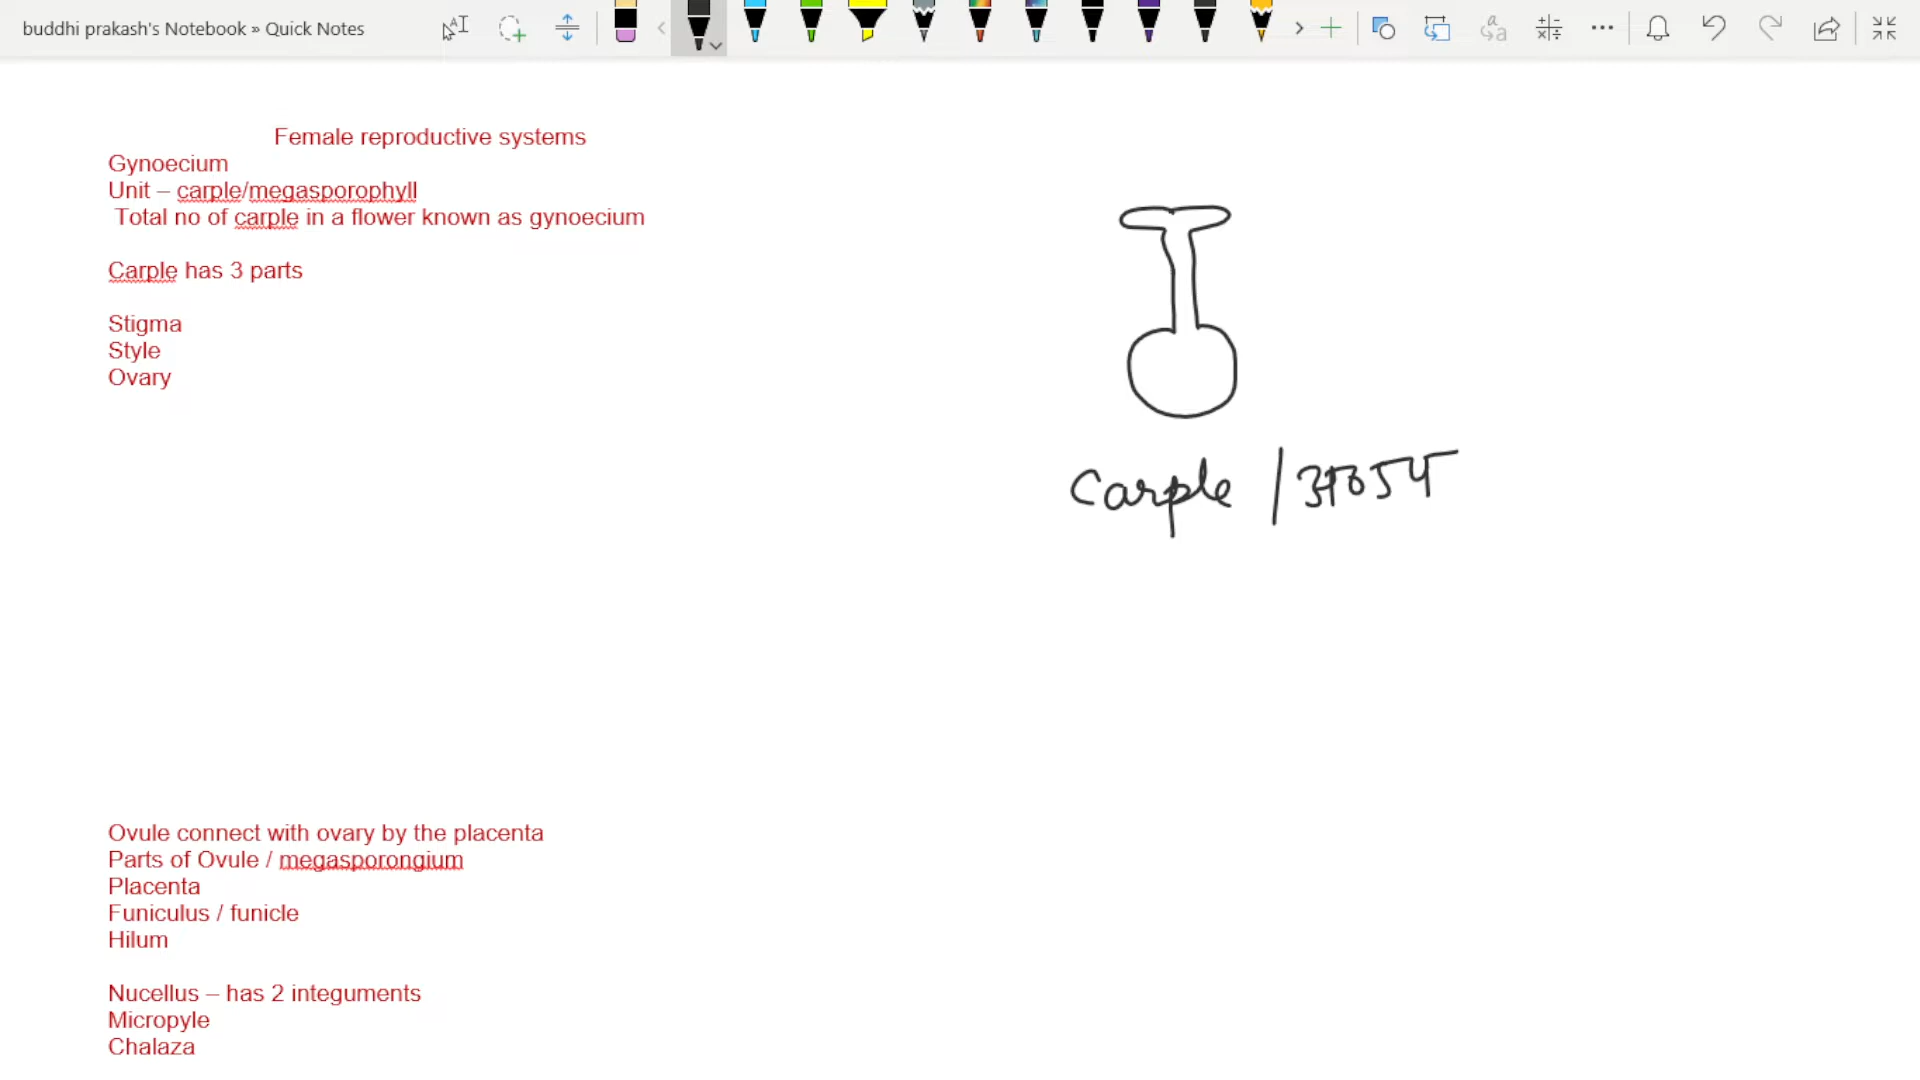 buddhi prakash's Notebook » Quick Notes
Female reproductive systems
Gynoecium
Unit – carple/megasporophyll
Total no of carple in a flower known as gynoecium
Carple has 3 parts
Stigma
Style
Ovary
Carple /
Ovule connect with ovary by the placenta
Parts of Ovule / megasporongium
Placenta
Funiculus / funicle
Hilum
Nucellus – has 2 integuments
Micropyle
Chalaza